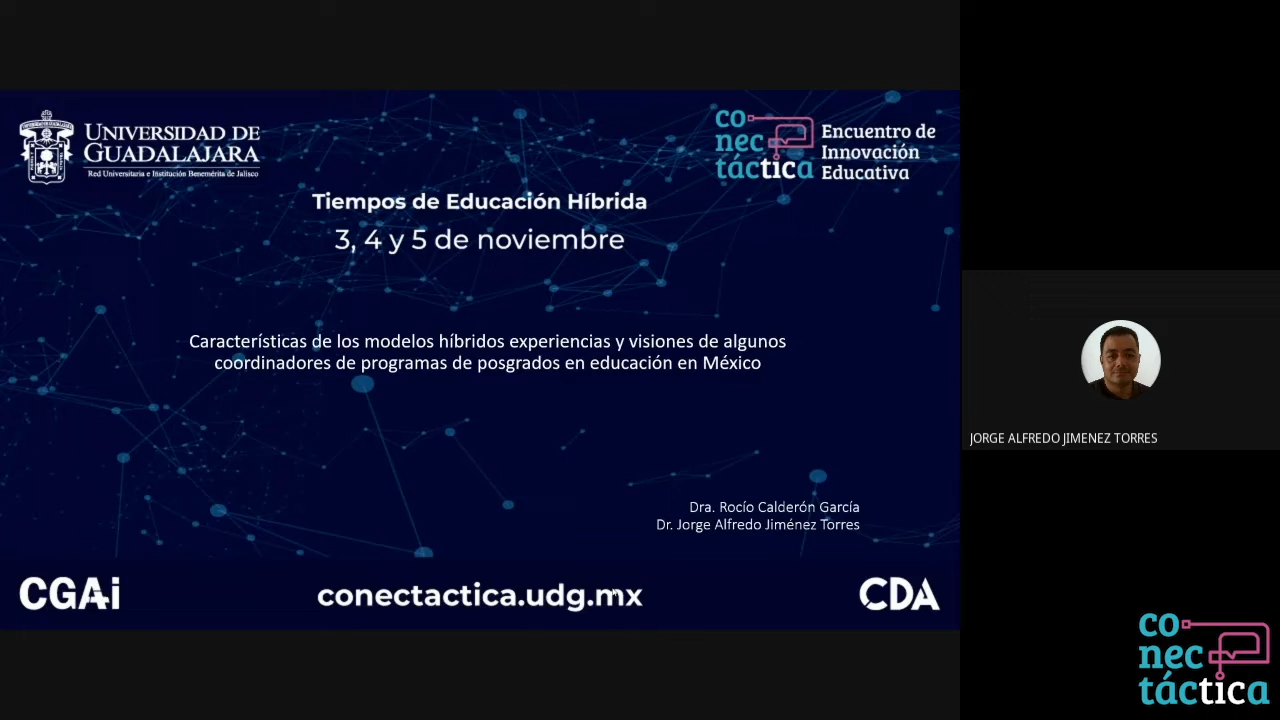 UNIVERSIDAD DE
GUADALAJARA
Red Universitaria e Institución Benemérita de Jalisco
co
nec
táctica
Encuentro de
Innovación
Educativa
Tiempos de Educación Híbrida
3, 4 y 5 de noviembre
Características de los modelos híbridos experiencias y visiones de algunos
coordinadores de programas de posgrados en educación en México
Dra. Rocío Calderón García
Dr. Jorge Alfredo Jiménez Torres
CGAi
conectactica.udg.mx
CDA
JORGE ALFREDO JIMENEZ TORRES
co
nec
táctica